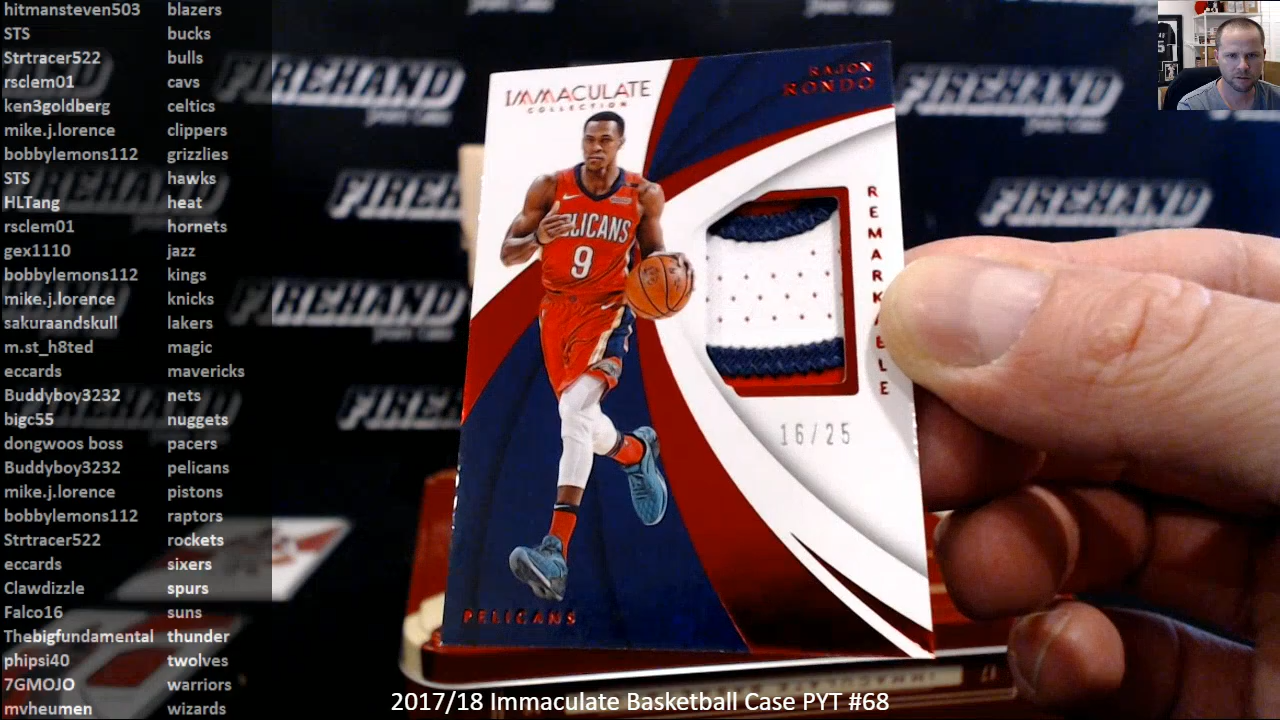 hitmansteven503 blazers
STS bucks
Strtracer522 bulls
rsclem01 cavs
ken3goldberg celtics
mike.j.lorence clippers
bobbylemons112 grizzlies
STS hawks
HLTang heat
rsclem01 hornets
gex1110 jazz
bobbylemons112 kings
mike.j.lorence knicks
sakuraandskull lakers
m.st_h8ted magic
eccards mavericks
Buddyboy3232 nets
bigc55 nuggets
dongwoos boss pacers
Buddyboy3232 pelicans
mike.j.lorence pistons
bobbylemons112 raptors
Strtracer522 rockets
eccards sixers
Clawdizzle spurs
Falco16 suns
Thebigfundamental thunder
phipsi40 twolves
7GMOJO warriors
mvheumen wizards
IMMACULATE
COLLECTION
RAJON
RONDO
PELICANS
9
REMARKABLE
16/25
PELICANS
FIREHAND
FIREHAND
FIREHAND
FIREHAND
FIREHAND
2017/18 Immaculate Basketball Case PYT #68